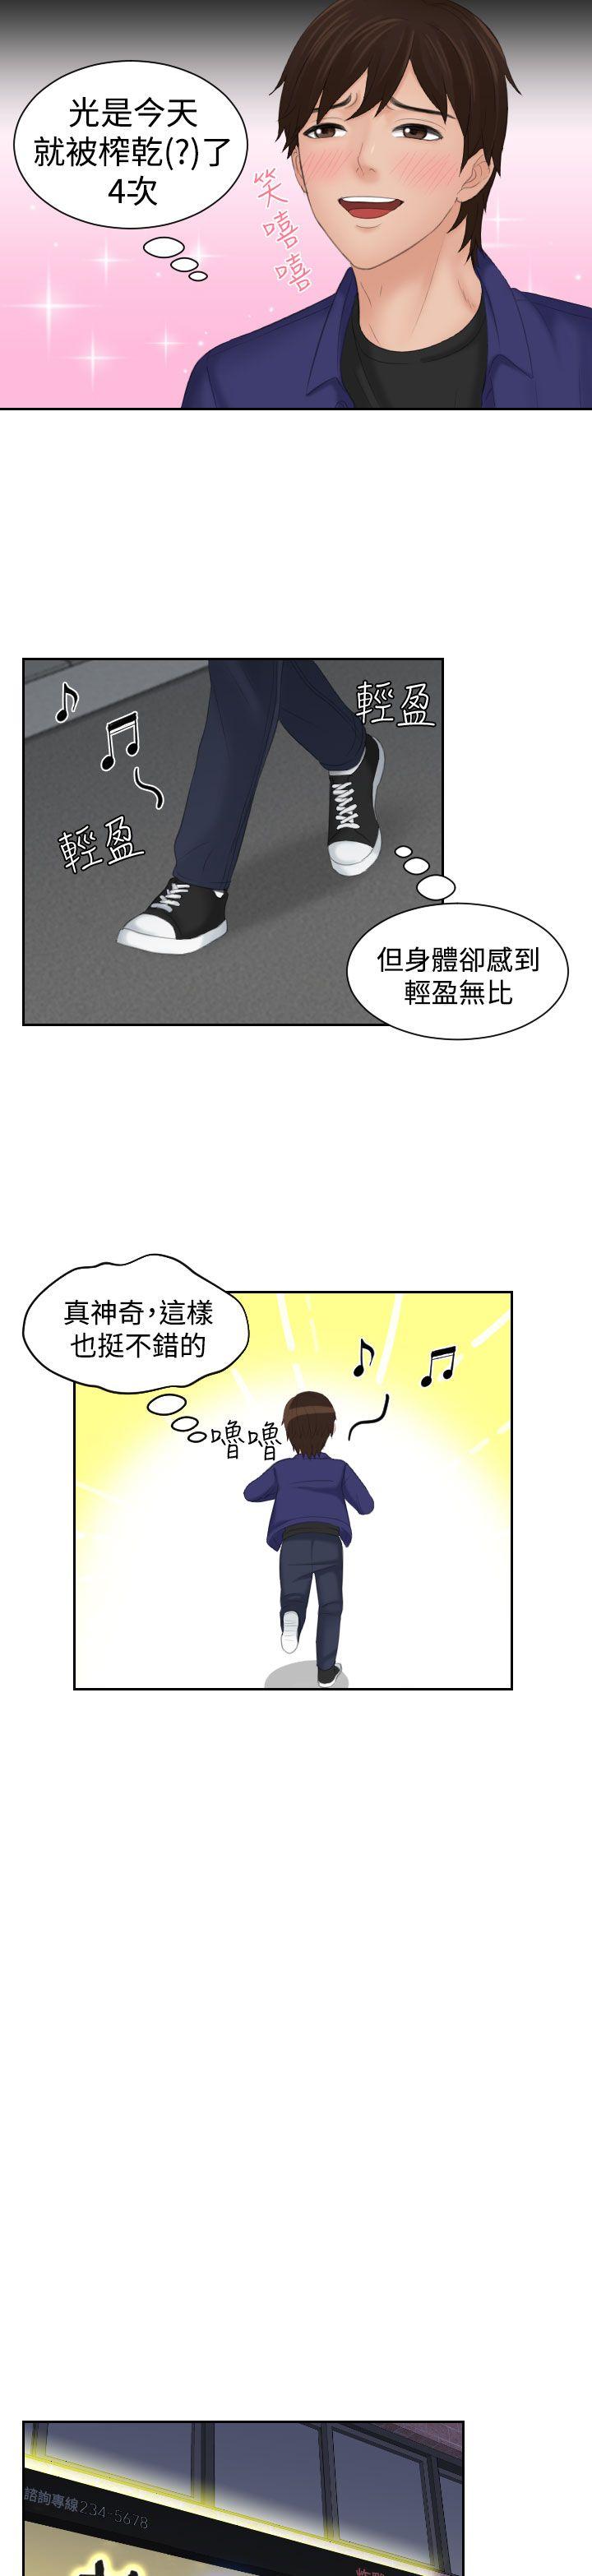 光是今天
就被榨乾(?)了
4次
笑嘻嘻
輕盈
輕盈
但身體卻感到
輕盈無比
真神奇,這樣
也挺不錯的
嚕嚕
諮詢專線234-5678